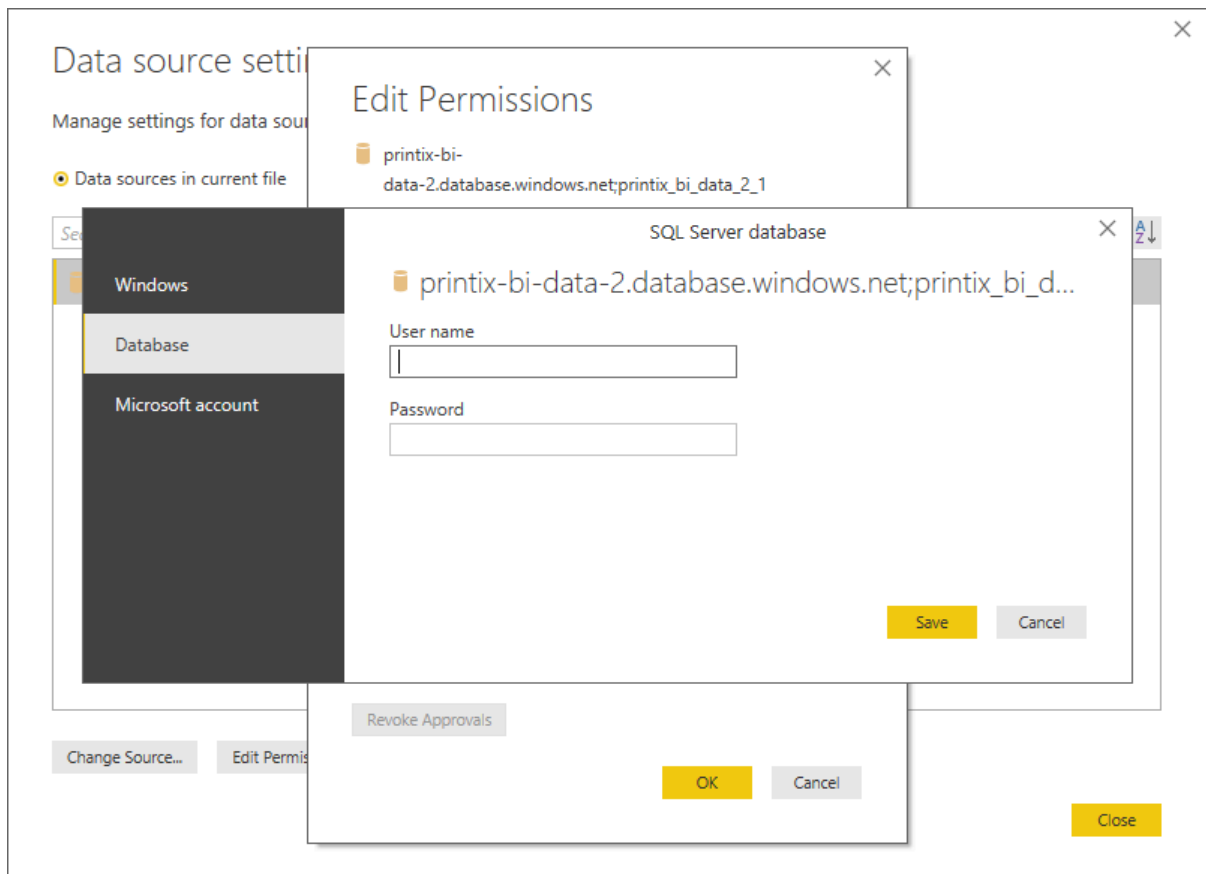 Data source setti
Manage settings for data sou
Data sources in current file
Edit Permissions
printix-bi-
data-2.database.windows.net;printix_bi_data_2_1
SQL Server database
Windows
Database
Microsoft account
printix-bi-data-2.database.windows.net;printix_bi_d...
User name
Password
Save
Cancel
Revoke Approvals
Change Source...
Edit Permis
OK
Cancel
Close